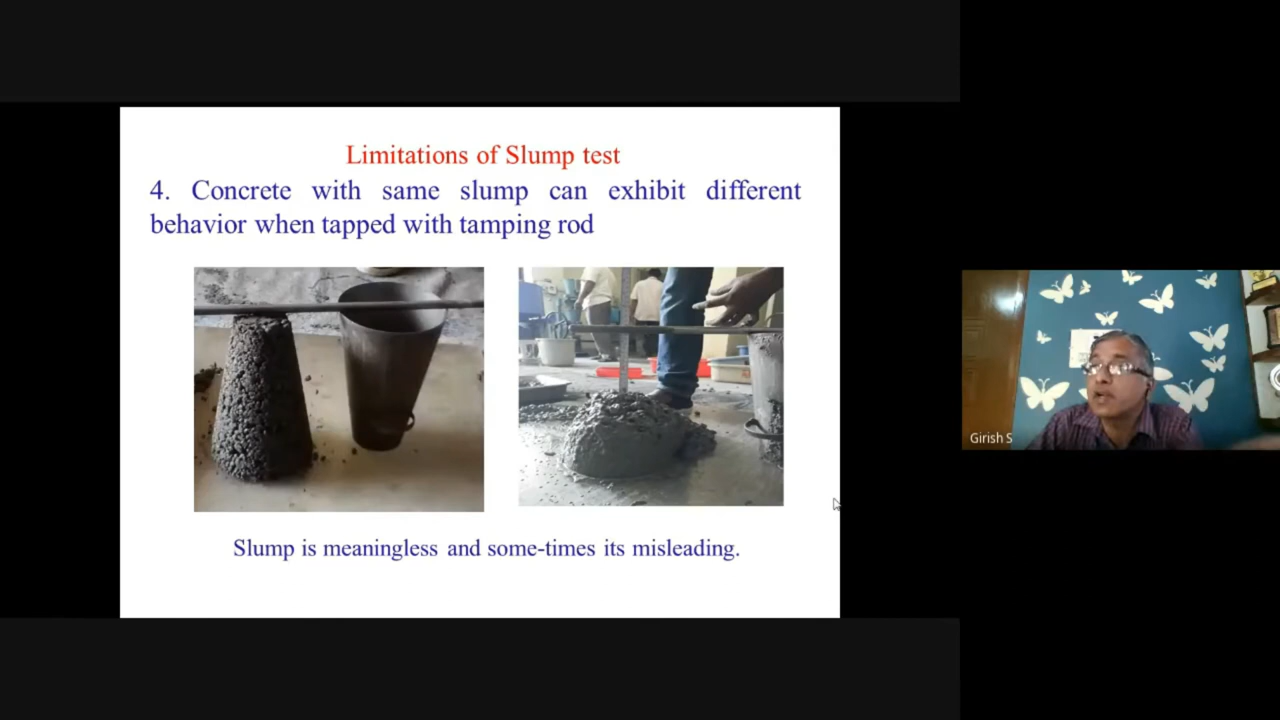 Limitations of Slump test
4. Concrete with same slump can exhibit different
behavior when tapped with tamping rod
Slump is meaningless and some-times its misleading.
Girish S